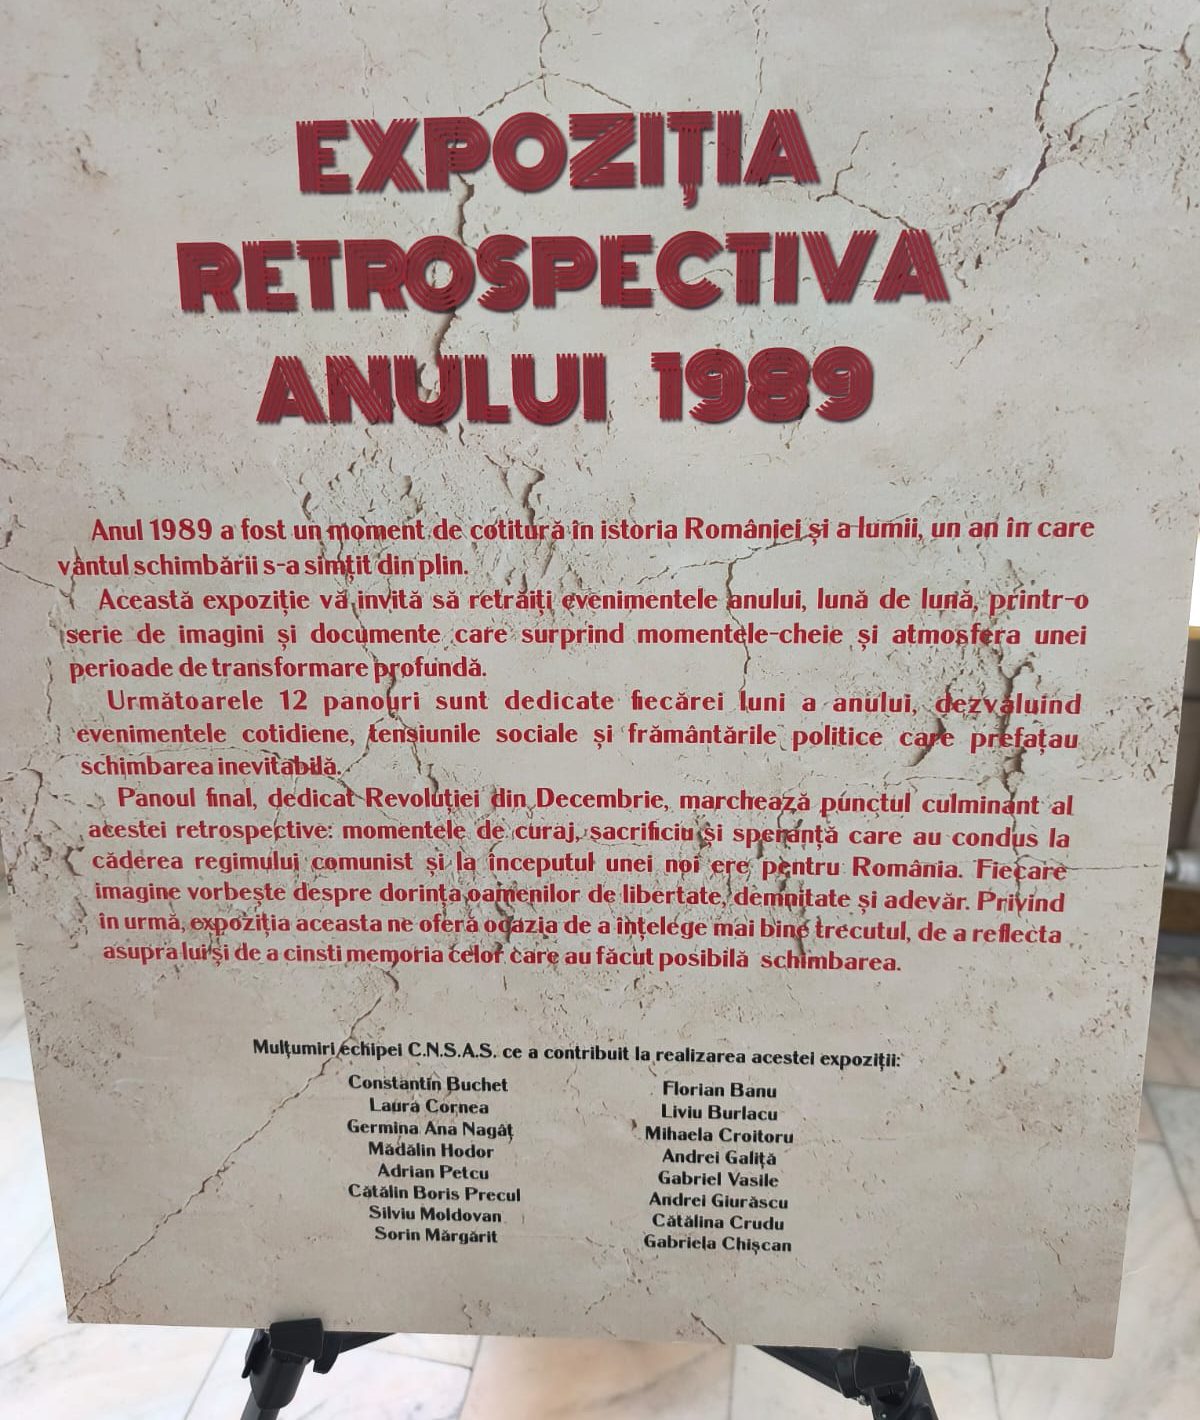 EXPOZIȚIA
RETROSPECTIVA
ANULUI 1989
Anul 1989 a fost un moment de cotitură în istoria României și a lumii, un an în care
vântul schimbării s-a simțit din plin.
Această expoziție vă invită să retrăiți evenimentele anului, lună de lună, printr-o
serie de imagini și documente care surprind momentele-cheie și atmosfera unei
perioade de transformare profundă.
Următoarele 12 panouri sunt dedicate fiecărei luni a anului, dezvăluind
evenimentele cotidiene, tensiunile sociale și frământările politice care prefațau
schimbarea inevitabilă.
Panoul final, dedicat Revoluției din Decembrie, marchează punctul culminant al
acestei retrospective: momentele de curaj, sacrificiu și speranță care au condus la
căderea regimului comunist și la începutul unei noi ere pentru România. Fiecare
imagine vorbește despre dorința oamenilor de libertate, demnitate și adevăr. Privind
în urmă, expoziția aceasta ne oferă ocazia de a înțelege mai bine trecutul, de a reflecta
asupra lui și de a cinsti memoria celor care au făcut posibilă schimbarea.
Mulțumiri echipei C.N.S.A.S. ce a contribuit la realizarea acestei expoziții:
Constantin Buchet
Laura Cornea
Germina Ana Nagâț
Mădălin Hodor
Adrian Petcu
Cătălin Boris Precul
Silviu Moldovan
Sorin Mărgărit
Florian Banu
Liviu Burlacu
Mihaela Croitoru
Andrei Galiță
Gabriel Vasile
Andrei Giurăscu
Cătălina Crudu
Gabriela Chișcan